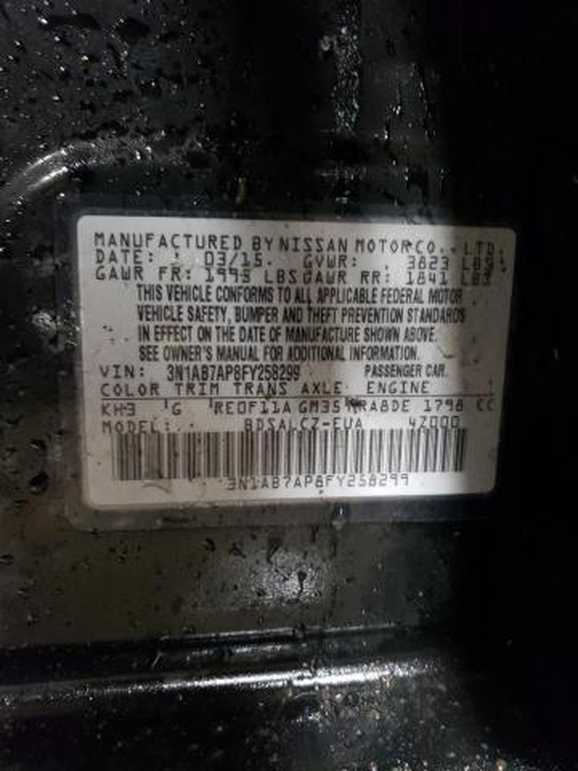 MANUFACTURED BY NISSAN MOTOR CO., LTD.
DATE: 03/15 GVWR: 3823 LBS
GAWR FR: 1995 LBS GAWR RR: 1841 LBS
THIS VEHICLE CONFORMS TO ALL APPLICABLE FEDERAL MOTOR
VEHICLE SAFETY, BUMPER AND THEFT PREVENTION STANDARDS
IN EFFECT ON THE DATE OF MANUFACTURE SHOWN ABOVE.
SEE OWNER'S MANUAL FOR ADDITIONAL INFORMATION.
VIN: 3N1AB7AP8FY258299 PASSENGER CAR
COLOR TRIM TRANS AXLE ENGINE
KH3 G RE0F11A GM35 MRA8DE 1798 CC
MODEL: BDSALCZ-EUA 4Z000
3N1AB7AP8FY258299